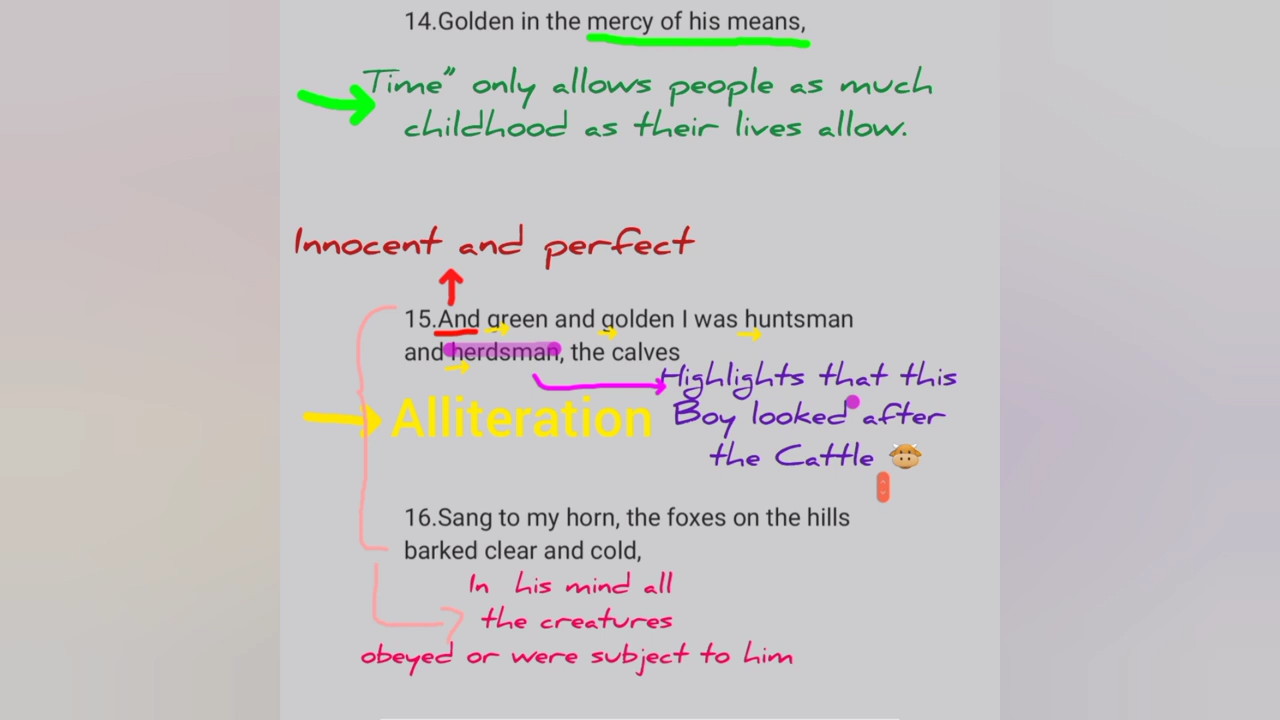 14.Golden in the mercy of his means,
Time” only allows people as much
childhood as their lives allow.
Innocent and perfect
15.And green and golden I was huntsman
and herdsman, the calves
Highlights that this
Alliteration
Boy looked after
the Cattle
16.Sang to my horn, the foxes on the hills
barked clear and cold,
In his mind all
the creatures
obeyed or were subject to him